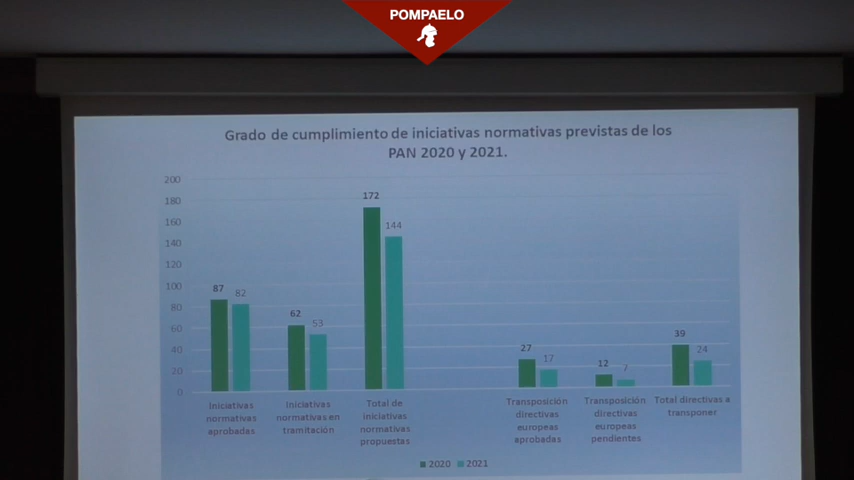 POMPAELO
Grado de cumplimiento de iniciativas normativas previstas de los
PAN 2020 y 2021.
200
180
160
140
120
100
80
60
40
20
0
87
82
62
53
172
144
27
17
12
7
39
24
Iniciativas
normativas
aprobadas
Iniciativas
normativas en
tramitación
Total de
iniciativas
normativas
propuestas
Transposición
directivas
europeas
aprobadas
Transposición
directivas
europeas
pendientes
Total directivas a
transponer
2020
2021